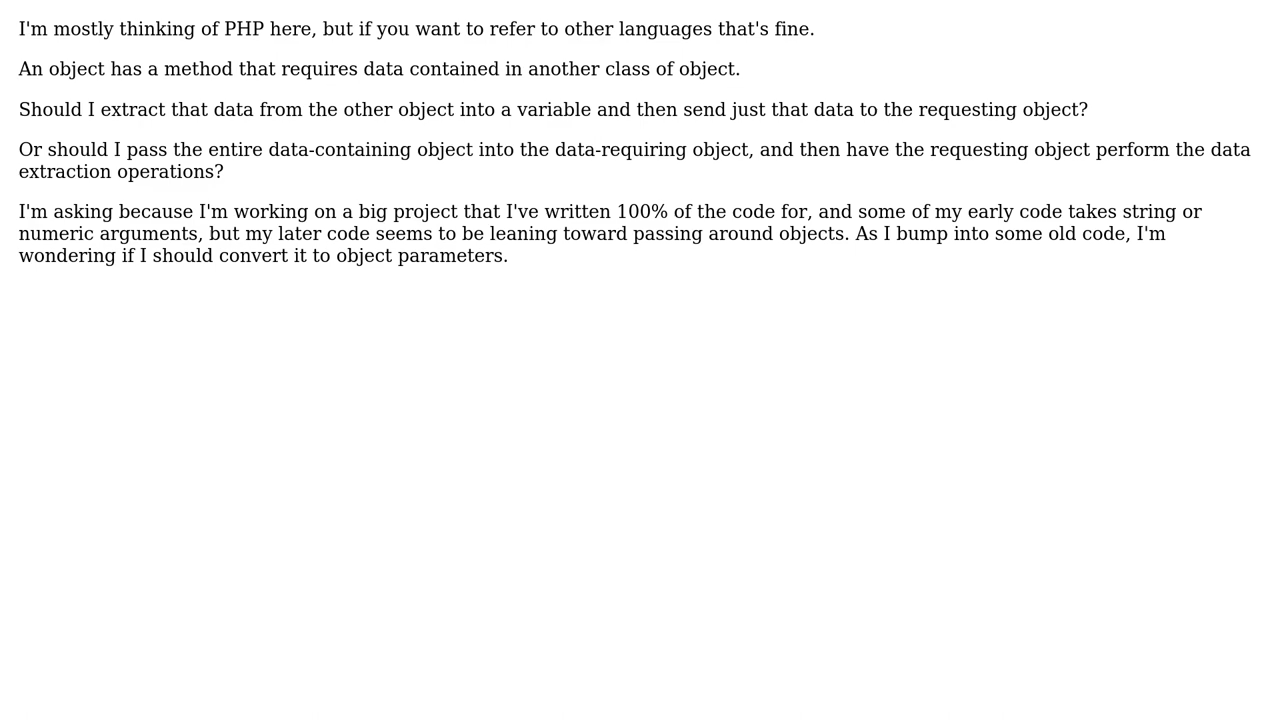 I'm mostly thinking of PHP here, but if you want to refer to other languages that's fine.
An object has a method that requires data contained in another class of object.
Should I extract that data from the other object into a variable and then send just that data to the requesting object?
Or should I pass the entire data-containing object into the data-requiring object, and then have the requesting object perform the data
extraction operations?
I'm asking because I'm working on a big project that I've written 100% of the code for, and some of my early code takes string or
numeric arguments, but my later code seems to be leaning toward passing around objects. As I bump into some old code, I'm
wondering if I should convert it to object parameters.